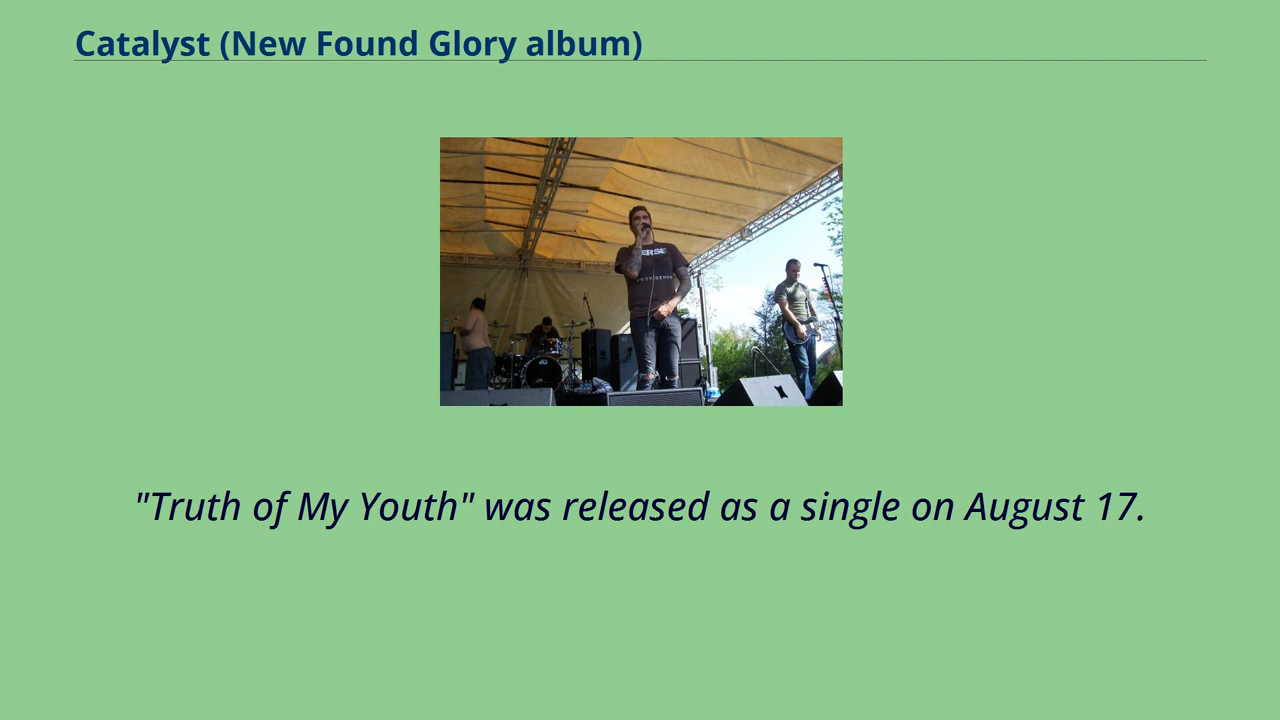 Catalyst (New Found Glory album)
"Truth of My Youth" was released as a single on August 17.